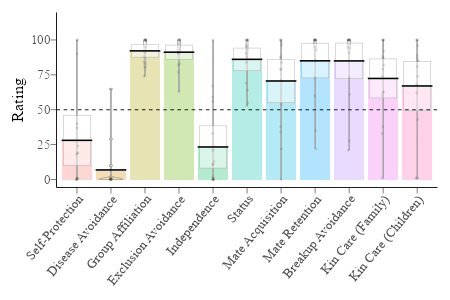 100
75
50
25
0
Rating
Self-Protection
Disease Avoidance
Group Affiliation
Exclusion Avoidance
Independence
Status
Mate Acquisition
Mate Retention
Breakup Avoidance
Kin Care (Family)
Kin Care (Children)